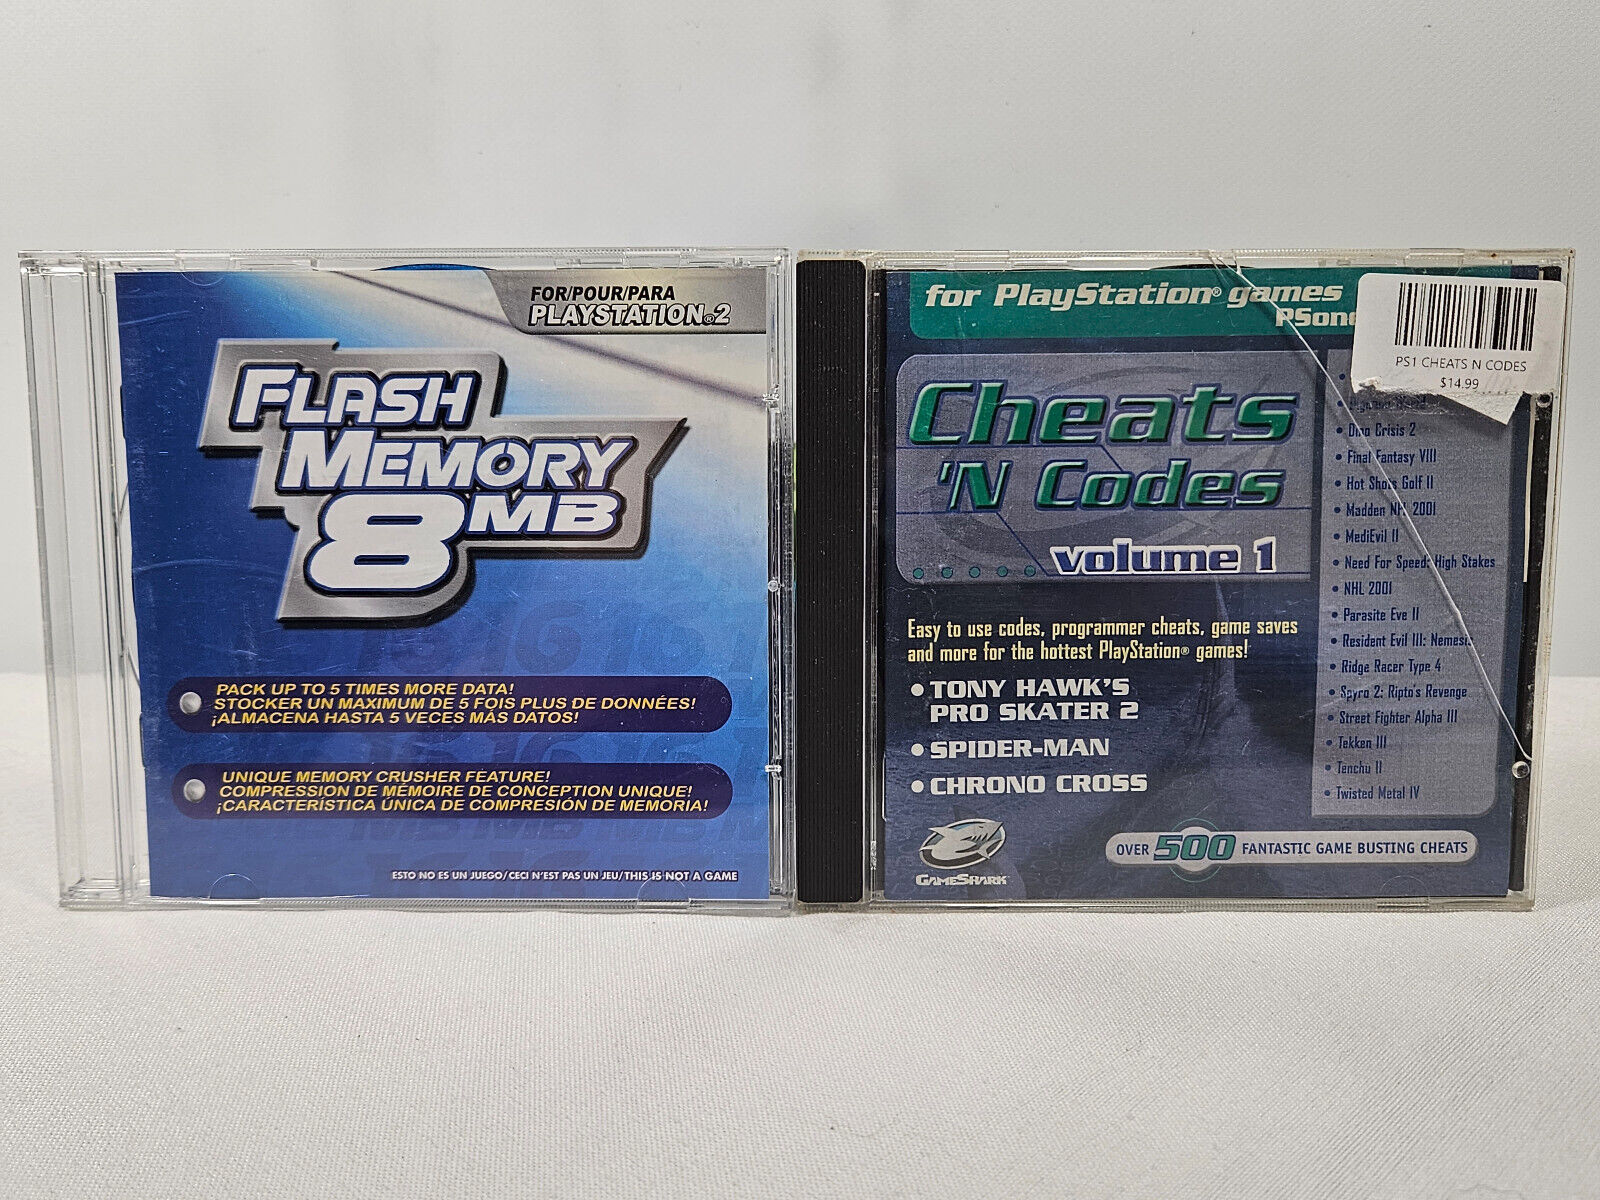 FOR/POUR/PARA
PLAYSTATION®2
FLASH
MEMORY
8MB
PACK UP TO 5 TIMES MORE DATA!
STOCKER UN MAXIMUM DE 5 FOIS PLUS DE DONNÉES!
¡ALMACENA HASTA 5 VECES MÁS DATOS!
UNIQUE MEMORY CRUSHER FEATURE!
COMPRESSION DE MÉMOIRE DE CONCEPTION UNIQUE!
¡CARACTERÍSTICA ÚNICA DE COMPRESIÓN DE MEMORIA!
ESTO NO ES UN JUEGO/CECI N'EST PAS UN JEU/THIS IS NOT A GAME
for PlayStation® games
PSone
PS1 CHEATS N CODES
$14.99
Cheats
'N Codes
volume 1
Easy to use codes, programmer cheats, game saves
and more for the hottest PlayStation® games!
• TONY HAWK'S
PRO SKATER 2
• SPIDER-MAN
• CHRONO CROSS
• Dino Crisis 2
• Final Fantasy VIII
• Hot Shots Golf II
• Madden NHL 2001
• MediEvil II
• Need For Speed: High Stakes
• NHL 2001
• Parasite Eve II
• Resident Evil III: Nemesis
• Ridge Racer Type 4
• Spyro 2: Ripto's Revenge
• Street Fighter Alpha III
• Tekken III
• Tenchu II
• Twisted Metal IV
GAMESHARK
OVER 500 FANTASTIC GAME BUSTING CHEATS